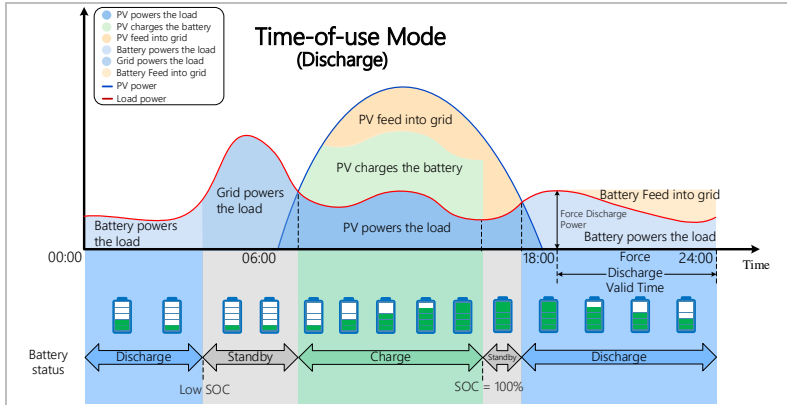 PV powers the load
PV charges the battery
PV feed into grid
Battery powers the load
Grid powers the load
Battery Feed into grid
PV power
Load power
Time-of-use Mode
(Discharge)
PV feed into grid
PV charges the battery
Grid powers
the load
PV powers the load
Battery powers
the load
Battery Feed into grid
Force Discharge
Power
Battery powers the load
00:00
06:00
18:00
24:00
Time
Force
Discharge
Valid Time
Battery
status
Discharge
Standby
Charge
Standby
Discharge
Low SOC
SOC = 100%